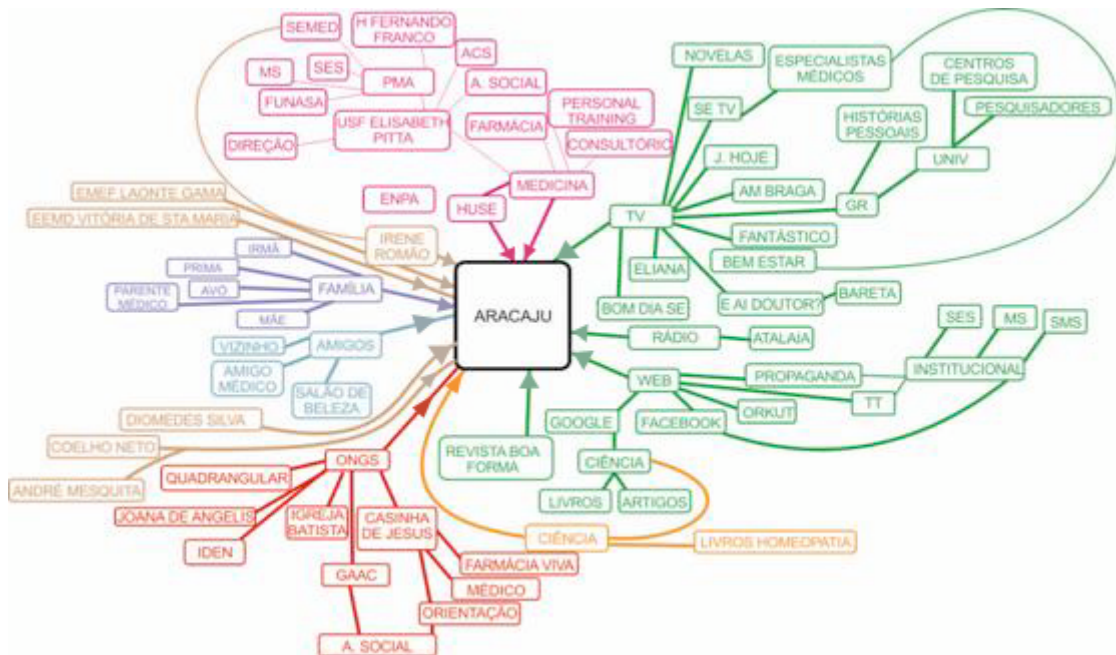 SEMED
H FERNANDO
FRANCO
ACS
MS
SES
PMA
A. SOCIAL
FUNASA
USF ELISABETH
PITTA
DIREÇÃO
FARMÁCIA
PERSONAL
TRAINING
CONSULTÓRIO
MEDICINA
ENPA
HUSE
NOVELAS
ESPECIALISTAS
MÉDICOS
CENTROS
DE PESQUISA
SE TV
PESQUISADORES
HISTÓRIAS
PESSOAIS
J. HOJE
UNIV
AM BRAGA
GR
TV
FANTÁSTICO
BEM ESTAR
ELIANA
BOM DIA SE
E AI DOUTOR?
BARETA
EMEF LAONTE GAMA
EEMD VITÓRIA DE STA MARIA
IRENE
ROMÃO
IRMÃ
PRIMA
AVÓ
FAMÍLIA
PARENTE
MÉDICO
MÃE
ARACAJU
VIZINHO
AMIGOS
AMIGO
MÉDICO
SALÃO DE
BELEZA
RÁDIO
ATALAIA
SES
MS
SMS
WEB
PROPAGANDA
INSTITUCIONAL
TT
ORKUT
GOOGLE
FACEBOOK
DIOMEDES SILVA
COELHO NETO
ANDRÉ MESQUITA
REVISTA BOA
FORMA
CIÊNCIA
LIVROS
ARTIGOS
ONGS
QUADRANGULAR
JOANA DE ANGELIS
IGREJA
BATISTA
CASINHA
DE JESUS
IDEN
CIÊNCIA
LIVROS HOMEOPATIA
GAAC
FARMÁCIA VIVA
MÉDICO
ORIENTAÇÃO
A. SOCIAL